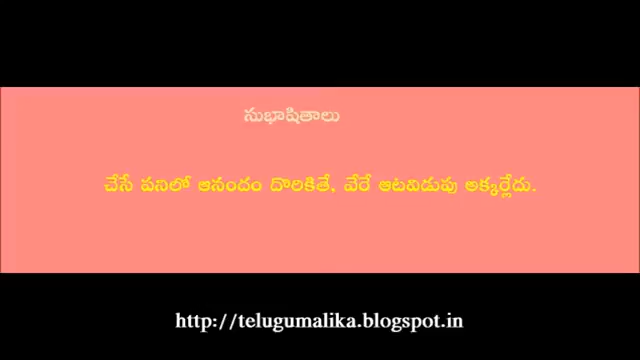 సుభాషితాలు
చేసే పనిలో ఆనందం దొరికితే, వేరే ఆటవిడుపు అక్కర్లేదు.
http://telugumalika.blogspot.in